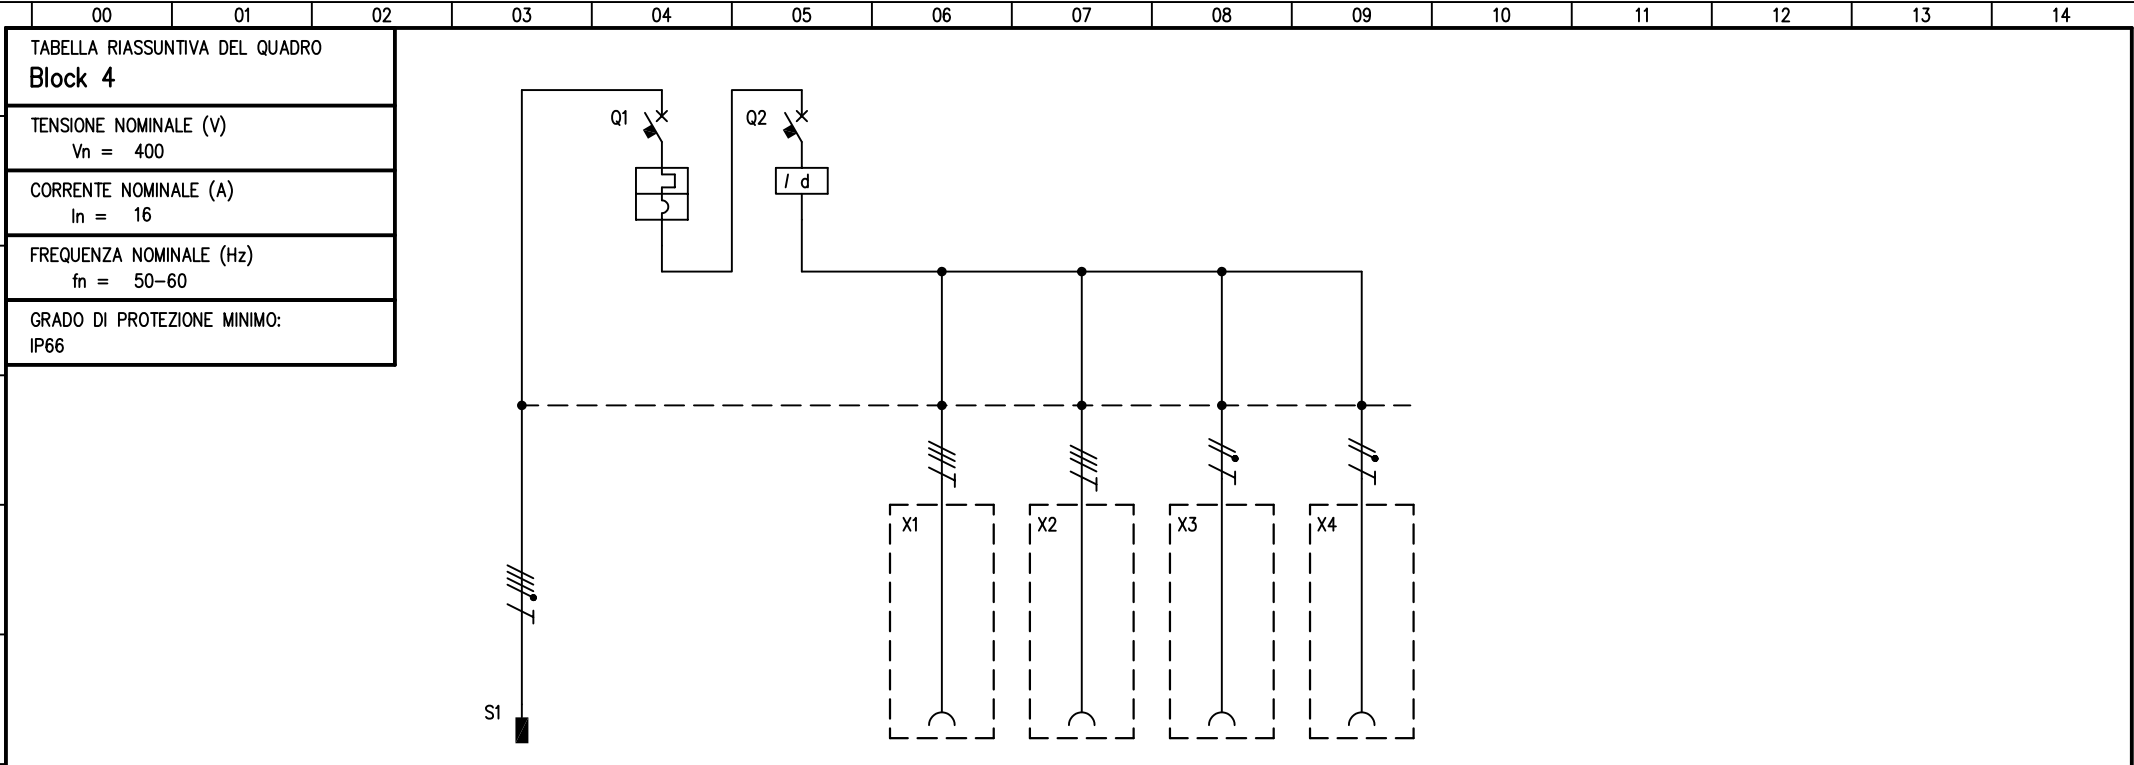 00 01 02 03 04 05 06 07 08 09 10 11 12 13 14
TABELLA RIASSUNTIVA DEL QUADRO
Block 4
TENSIONE NOMINALE (V)
Vn = 400
CORRENTE NOMINALE (A)
In = 16
FREQUENZA NOMINALE (Hz)
fn = 50-60
GRADO DI PROTEZIONE MINIMO:
IP66
Q1 Q2
I d
X1 X2 X3 X4
S1